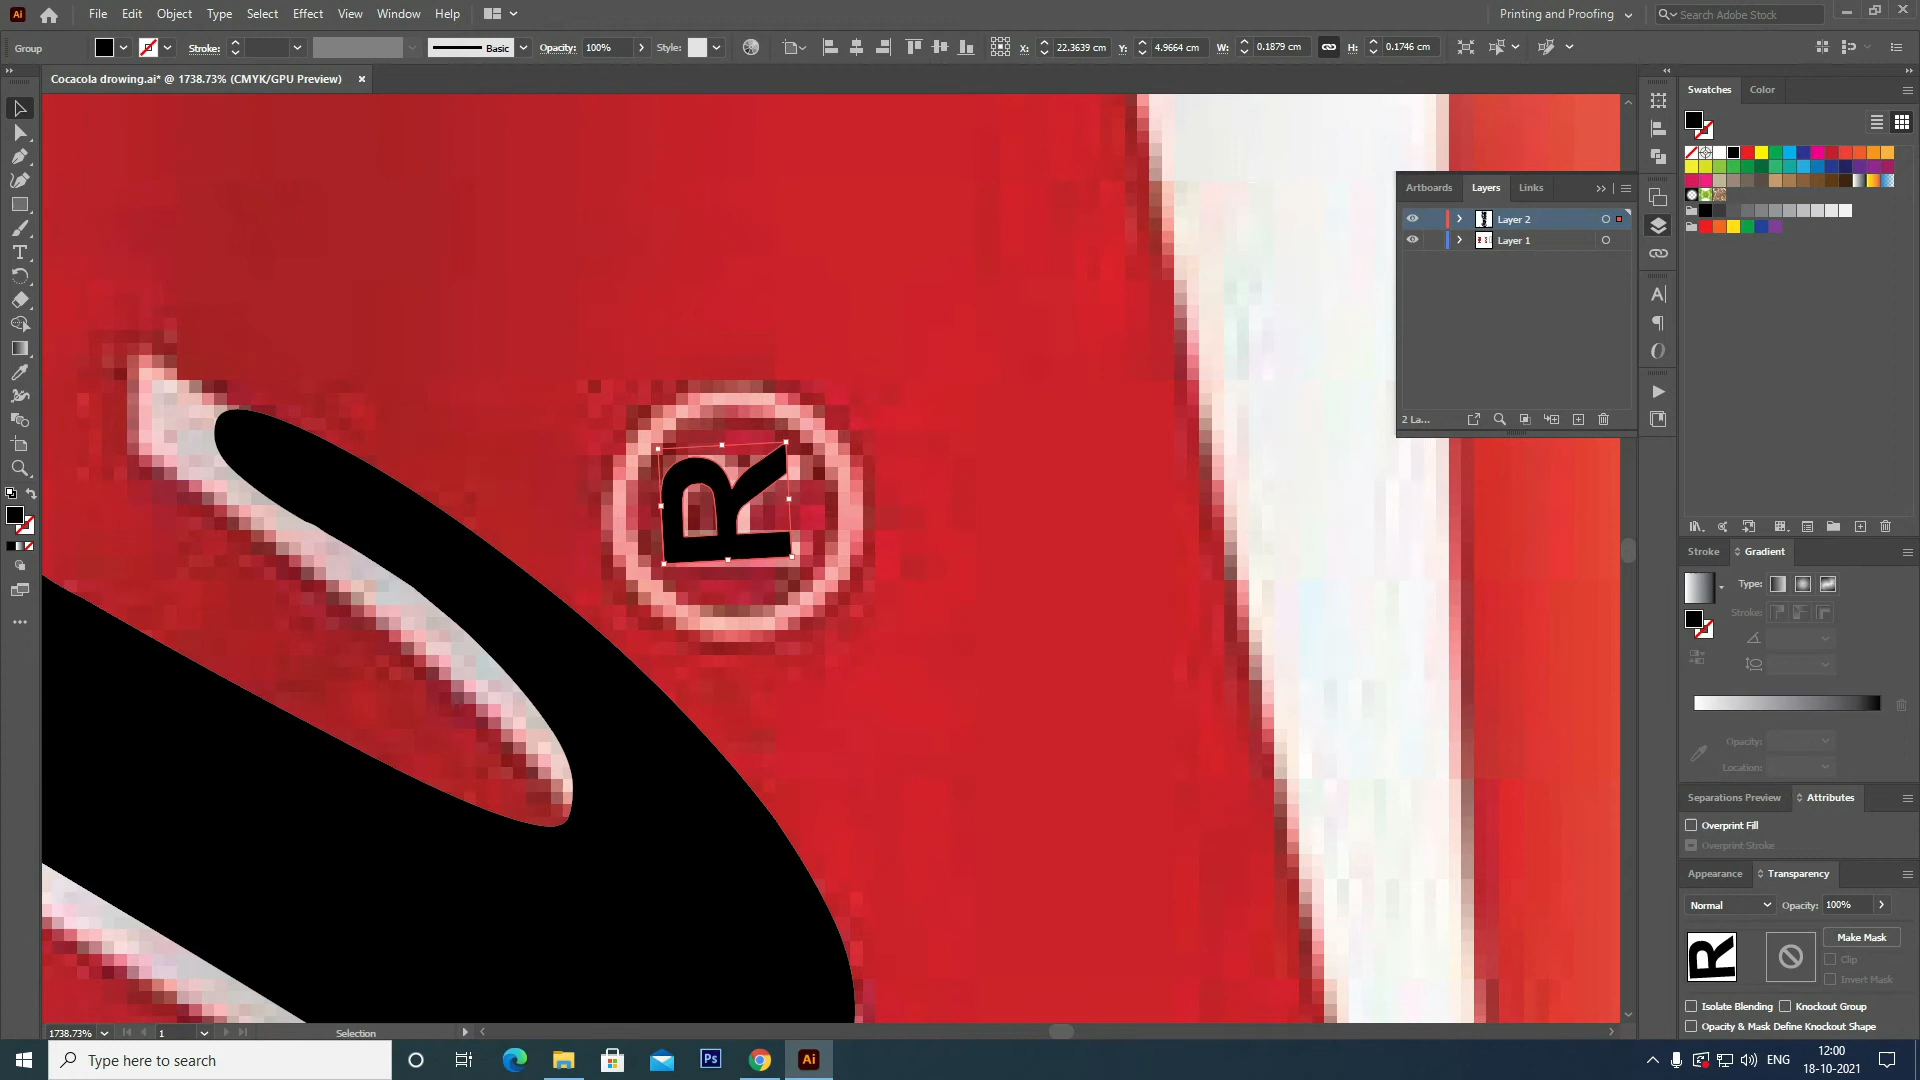 Ai File Edit Object Type Select Effect View Window Help Printing and Proofing Search Adobe Stock
Group Stroke: Basic Opacity: 100% Style: X: 22.3639 cm Y: 4.9664 cm W: 0.1879 cm H: 0.1746 cm
Cocacola drowing.ai* @ 1738.73% (CMYK/GPU Preview) ×
Swatches Color
Artboards Layers Links
Layer 2
Layer 1
2 La...
R
Stroke Gradient
Type:
Stroke:
Opacity:
Location:
Separations Preview Attributes
Overprint Fill
Overprint Stroke
Appearance Transparency
Normal Opacity: 100%
R
Make Mask
Clip
Invert Mask
Isolate Blending Knockout Group
Opacity & Mask Define Knockout Shape
1738.73% 1 Selection
Type here to search Ps Ai ENG 12:00
18-10-2021